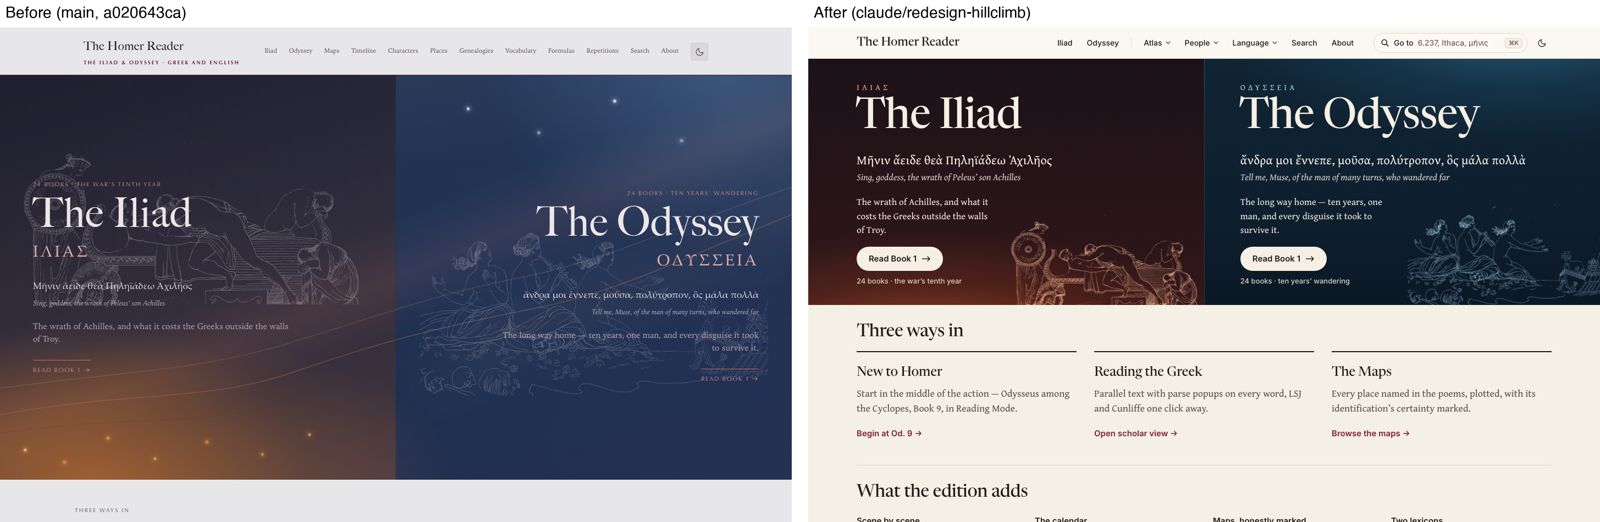 Before (main, a020643ca)
The Homer Reader
THE ILIAD & ODYSSEY · GREEK AND ENGLISH
Iliad Odyssey Maps Timeline Characters Places Genealogies Vocabulary Formulas Repetitions Search About
24 BOOKS · THE WAR'S TENTH YEAR
The Iliad
ΙΛΙΑΣ
Μῆνιν ἄειδε θεὰ Πηληϊάδεω Ἀχιλῆος
Sing, goddess, the wrath of Peleus' son Achilles
The wrath of Achilles, and what it costs the Greeks outside the walls
of Troy.
READ BOOK 1 →
24 BOOKS · TEN YEARS' WANDERING
The Odyssey
ΟΔΥΣΣΕΙΑ
ἄνδρα μοι ἔννεπε, μοῦσα, πολύτροπον, ὃς μάλα πολλὰ
Tell me, Muse, of the man of many turns, who wandered far
The long way home — ten years, one man, and every disguise it took
to survive it.
READ BOOK 1 →
THREE WAYS IN
After (claude/redesign-hillclimb)
The Homer Reader
Iliad Odyssey Atlas People Language Search About
Go to 6.237, Ithaca, μῆνις ⌘K
ΙΛΙΑΣ
The Iliad
Μῆνιν ἄειδε θεὰ Πηληϊάδεω Ἀχιλῆος
Sing, goddess, the wrath of Peleus' son Achilles
The wrath of Achilles, and what it
costs the Greeks outside the walls
of Troy.
Read Book 1 →
24 books · the war's tenth year
ΟΔΥΣΣΕΙΑ
The Odyssey
ἄνδρα μοι ἔννεπε, μοῦσα, πολύτροπον, ὃς μάλα πολλὰ
Tell me, Muse, of the man of many turns, who wandered far
The long way home — ten years, one
man, and every disguise it took to
survive it.
Read Book 1 →
24 books · ten years' wandering
Three ways in
New to Homer
Start in the middle of the action — Odysseus among
the Cyclopes, Book 9, in Reading Mode.
Begin at Od. 9 →
Reading the Greek
Parallel text with parse popups on every word, LSJ
and Cunliffe one click away.
Open scholar view →
The Maps
Every place named in the poems, plotted, with its
identification's certainty marked.
Browse the maps →
What the edition adds
Scene by scene
The calendar
Maps, honestly marked
Two lexicons